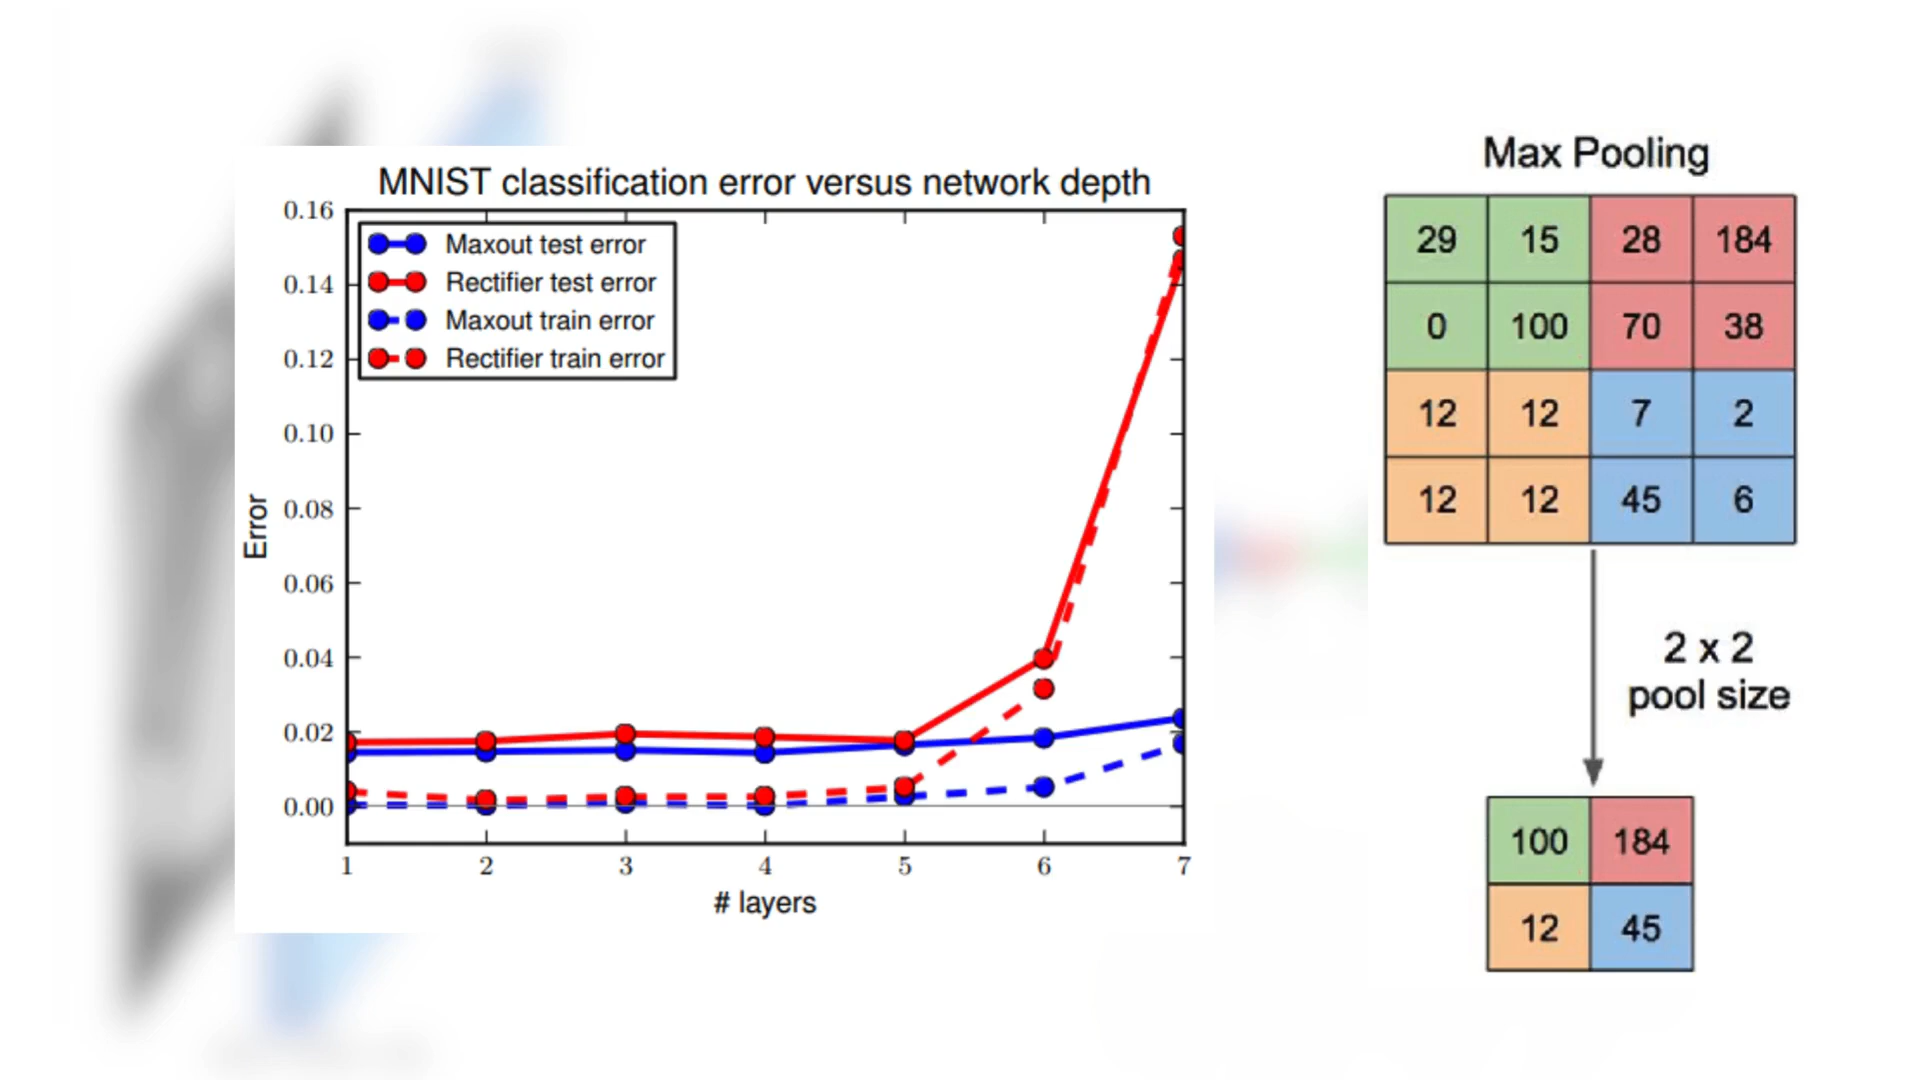 MNIST classification error versus network depth
Maxout test error
Rectifier test error
Maxout train error
Rectifier train error
0.16
0.14
0.12
0.10
0.08
0.06
0.04
0.02
0.00
Error
1 2 3 4 5 6 7
# layers
Max Pooling
29 15 28 184
0 100 70 38
12 12 7 2
12 12 45 6
2 x 2
pool size
100 184
12 45